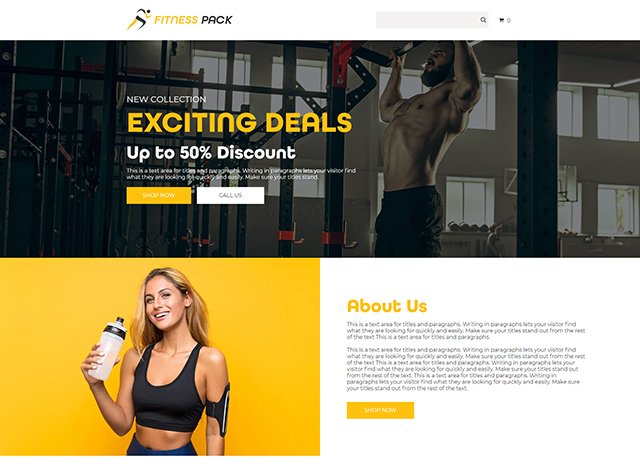 FITNESS PACK
0
NEW COLLECTION
EXCITING DEALS
Up to 50% Discount
This is a text area for titles and paragraphs. Writing in paragraphs lets your visitor find
what they are looking for quickly and easily. Make sure your titles stand.
SHOP NOW
CALL US
About Us
This is a text area for titles and paragraphs. Writing in paragraphs lets your visitor find
what they are looking for quickly and easily. Make sure your titles stand out from the rest
of the text This is a text area for titles and paragraphs.
This is a text area for titles and paragraphs. Writing in paragraphs lets your visitor find
what they are looking for quickly and easily. Make sure your titles stand out from the rest
of the text This is a text area for titles and paragraphs. Writing in paragraphs lets your
visitor find what they are looking for quickly and easily. Make sure your titles stand out
from the rest of the text. This is a text area for titles and paragraphs. Writing in
paragraphs lets your visitor find what they are looking for quickly and easily. Make sure
your titles stand out from the rest of the text.
SHOP NOW